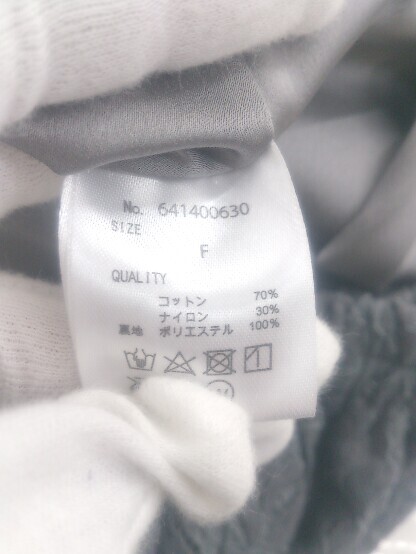 No. 641400630
SIZE
F
QUALITY
コットン 70%
ナイロン 30%
裏地 ポリエステル 100%